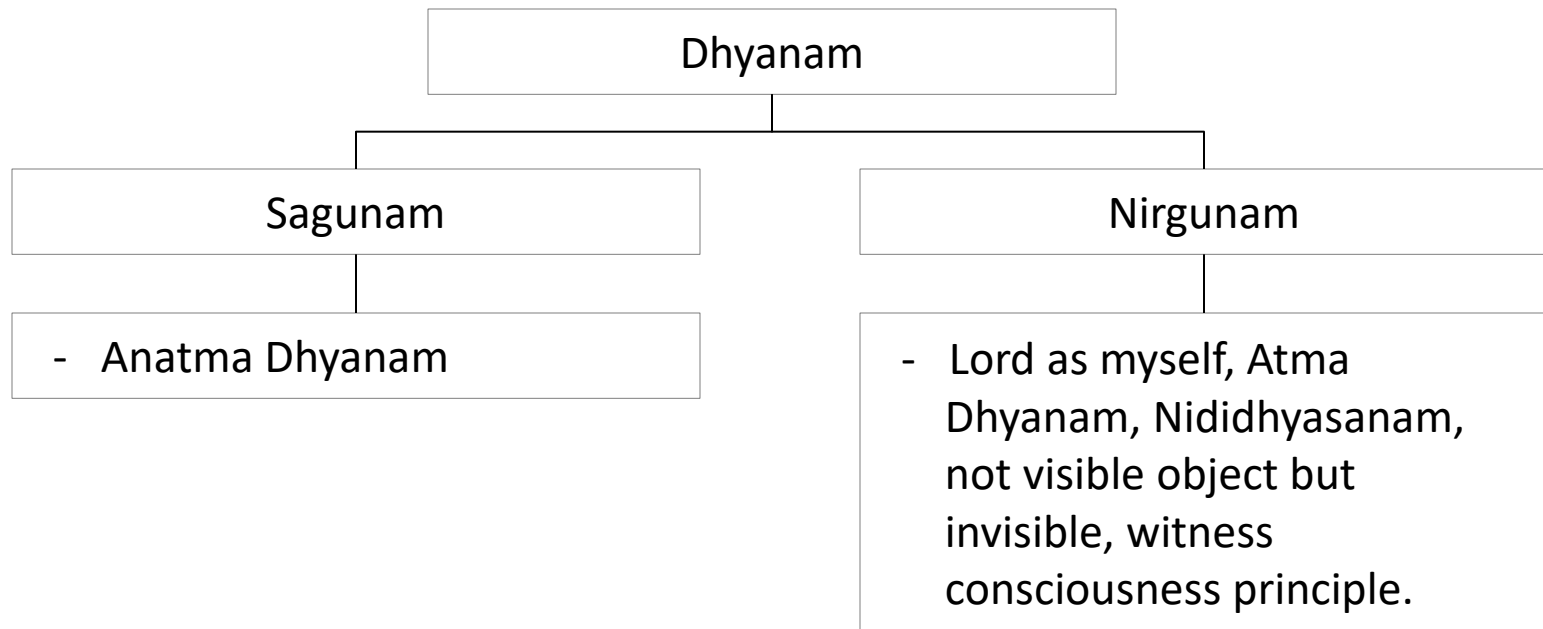 Dhyanam
Sagunam
Nirgunam
- Anatma Dhyanam
- Lord as myself, Atma
Dhyanam, Nididhyasanam,
not visible object but
invisible, witness
consciousness principle.